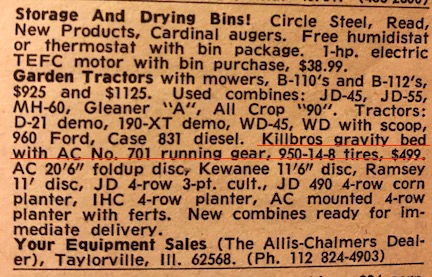 Storage And Drying Bins! Circle Steel, Read,
New Products, Cardinal augers. Free humidistat
or thermostat with bin package. 1-hp. electric
TEFC motor with bin purchase, $38.99.
Garden Tractors with mowers, B-110's and B-112's,
$925 and $1125. Used combines: JD-45, JD-55,
MH-60, Gleaner "A", All Crop "90". Tractors:
D-21 demo, 190-XT demo, WD-45, WD with scoop,
960 Ford, Case 831 diesel. Killbros gravity bed
with AC No. 701 running gear, 950-14-8 tires, $499.
AC 20'6" foldup disc, Kewanee 11'6" disc, Ramsey
11' disc, JD 4-row 3-pt. cult., JD 490 4-row corn
planter, IHC 4-row planter, AC mounted 4-row
planter with ferts. New combines ready for im-
mediate delivery.
Your Equipment Sales (The Allis-Chalmers Deal-
er), Taylorville, Ill. 62568. (Ph. 112 824-4903)